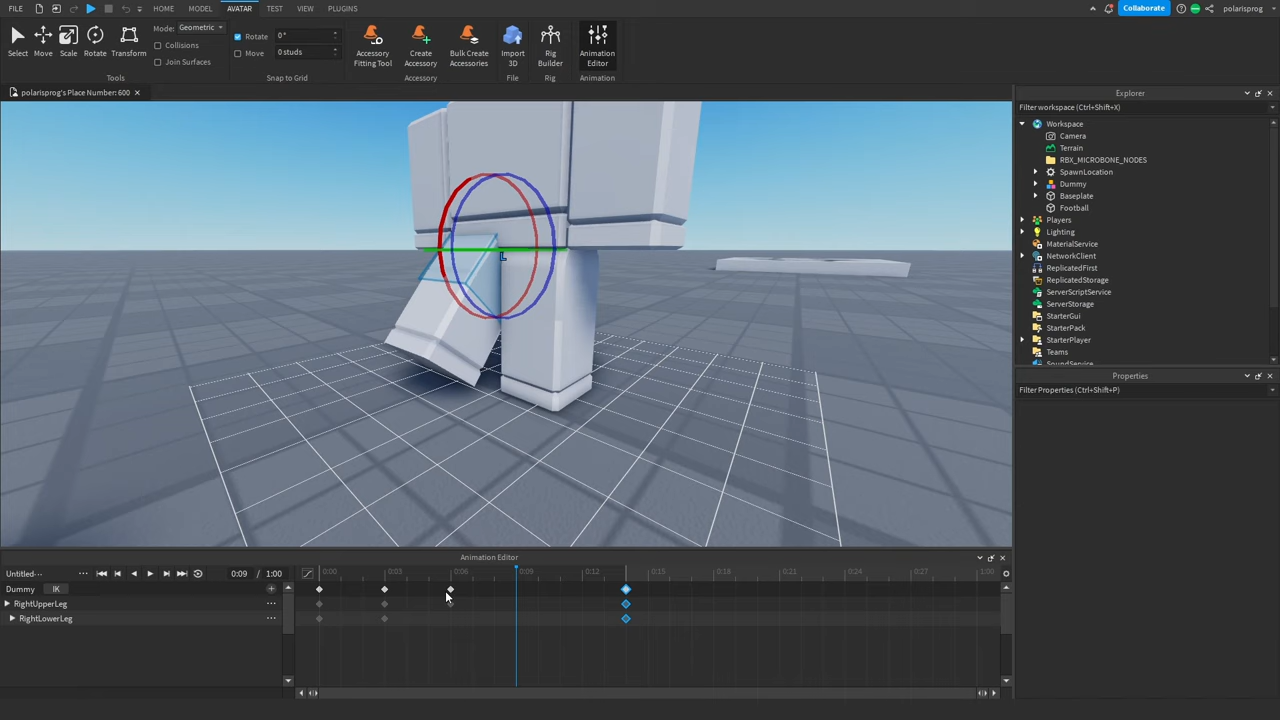 FILE HOME MODEL AVATAR TEST VIEW PLUGINS Collaborate polarisprog
Mode: Geometric
Collisions
Join Surfaces
Rotate 0°
Move 0 studs
Select Move Scale Rotate Transform
Accessory Fitting Tool
Create Accessory
Bulk Create Accessories
Import 3D
Rig Builder
Animation Editor
Tools Snap to Grid Accessory File Rig Animation
polarisprog's Place Number: 600
L
Explorer
Filter workspace (Ctrl+Shift+X)
Workspace
Camera
Terrain
RBX_MICROBONE_NODES
SpawnLocation
Dummy
Baseplate
Football
Players
Lighting
MaterialService
NetworkClient
ReplicatedFirst
ReplicatedStorage
ServerScriptService
ServerStorage
StarterGui
StarterPack
StarterPlayer
Teams
SoundService
Properties
Filter Properties (Ctrl+Shift+P)
Animation Editor
Untitled··· 0:09 / 1:00
0:00 0:03 0:06 0:09 0:12 0:15 0:18 0:21 0:24 0:27 1:00
Dummy IK
RightUpperLeg
RightLowerLeg